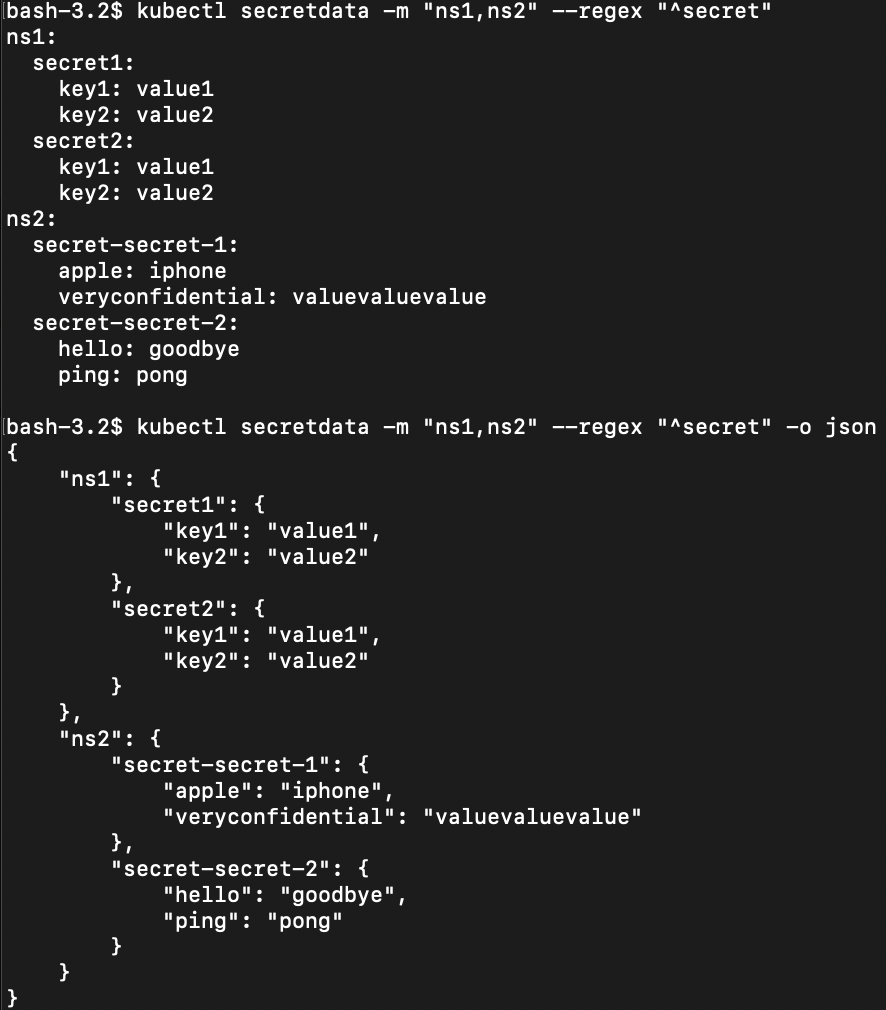 bash-3.2$ kubectl secretdata -m "ns1,ns2" --regex "^secret"
ns1:
  secret1:
    key1: value1
    key2: value2
  secret2:
    key1: value1
    key2: value2
ns2:
  secret-secret-1:
    apple: iphone
    veryconfidential: valuevaluevalue
  secret-secret-2:
    hello: goodbye
    ping: pong

bash-3.2$ kubectl secretdata -m "ns1,ns2" --regex "^secret" -o json
{
    "ns1": {
        "secret1": {
            "key1": "value1",
            "key2": "value2"
        },
        "secret2": {
            "key1": "value1",
            "key2": "value2"
        }
    },
    "ns2": {
        "secret-secret-1": {
            "apple": "iphone",
            "veryconfidential": "valuevaluevalue"
        },
        "secret-secret-2": {
            "hello": "goodbye",
            "ping": "pong"
        }
    }
}